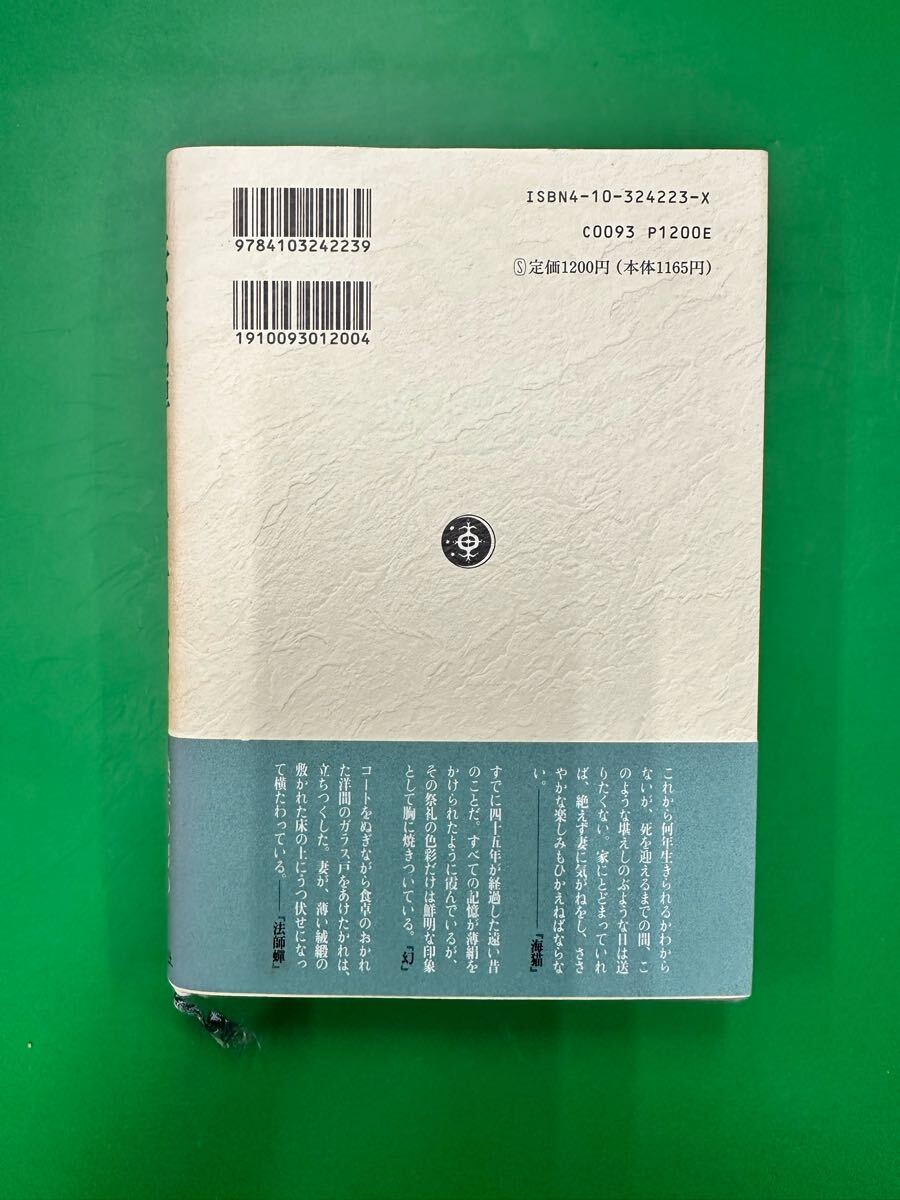 9784103242239
1910093012004
ISBN4-10-324223-X
C0093 P1200E
Ⓢ定価1200円(本体1165円)
これから何年生きられるかわから
ないが、死を迎えるまでの間、こ
のような堪えしのぶような日は送
りたくない。家にとどまっていれ
ば、絶えず妻に気がねをし、ささ
やかな楽しみもひかえねばならな
い。――『海猫』
すでに四十五年が経過した遠い昔
のことだ。すべての記憶が薄絹を
かけられたように霞んでいるが、
その祭礼の色彩だけは鮮明な印象
として胸に焼きついている。『幻』
コートをぬぎながら食卓のおかれ
た洋間のガラス戸をあけたかれは、
立ちつくした。妻が、薄い絨緞の
敷かれた床の上にうつ伏せになっ
て横たわっている。――『法師蟬』